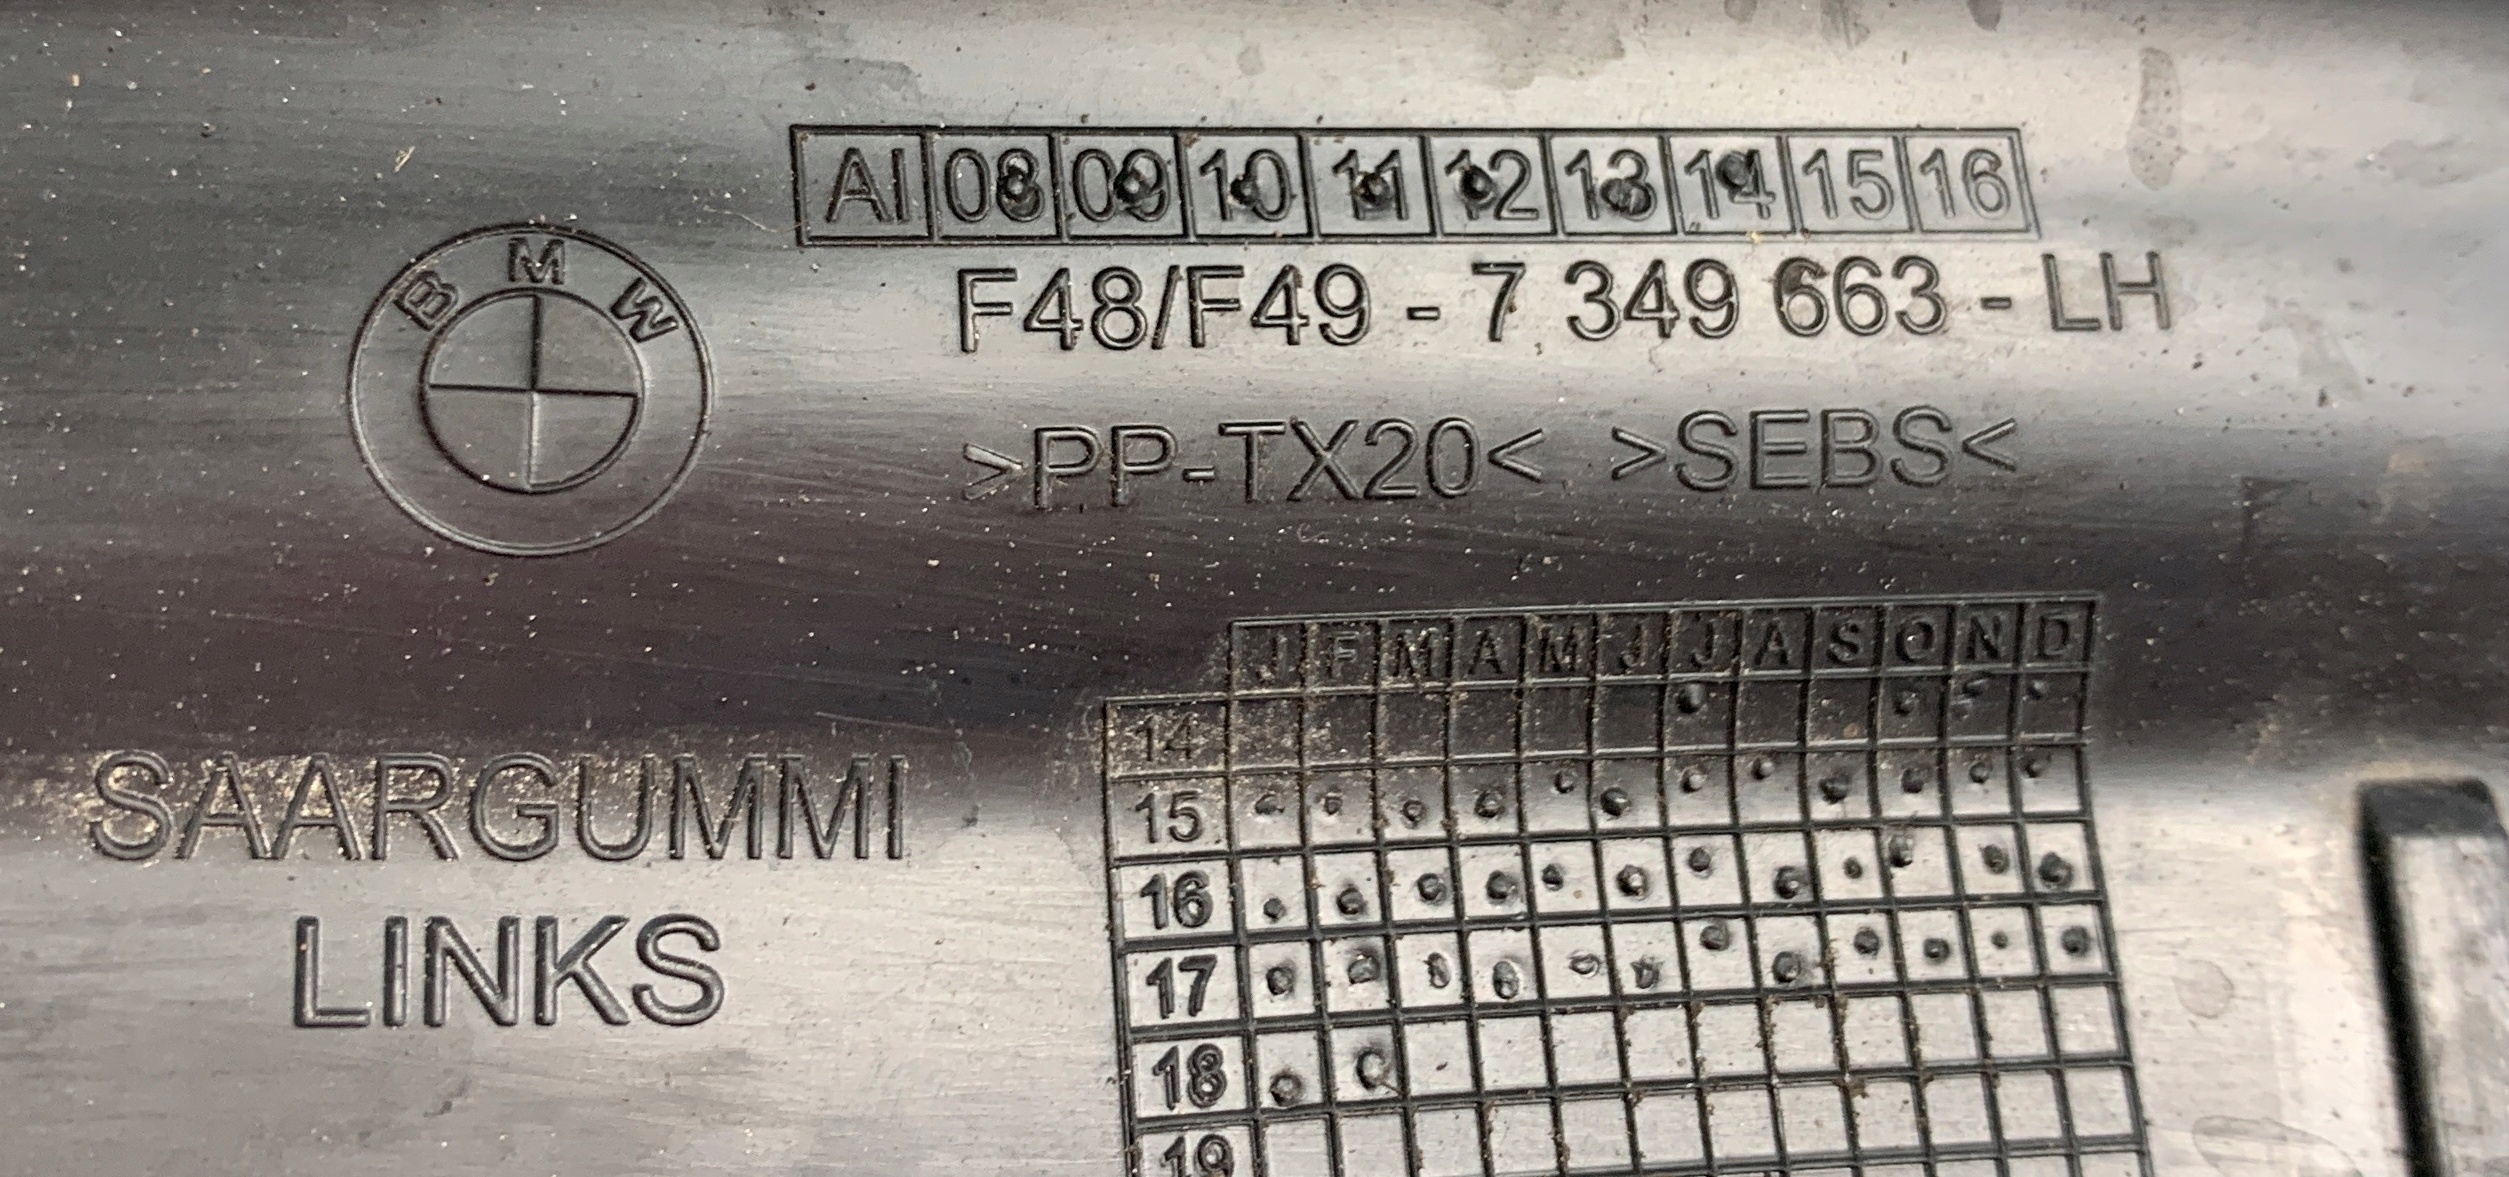 AI 08 09 10 11 12 13 14 15 16
BMW
F48/F49 - 7 349 663 - LH
>PP-TX20< >SEBS<
J F M A M J J A S O N D
14
SAARGUMMI
15
LINKS
16
17
18
19